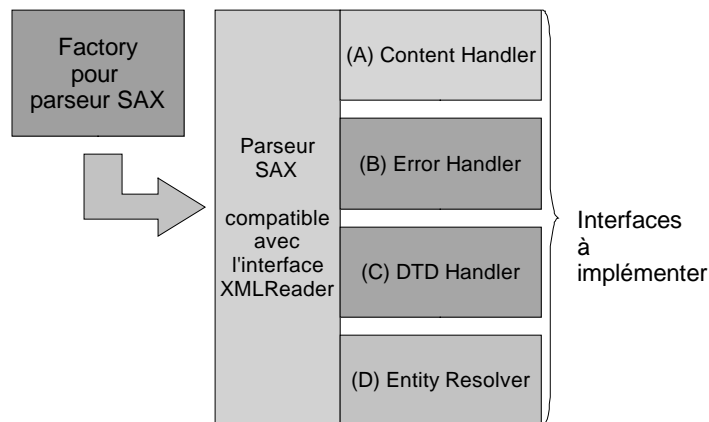 Factory
pour
parseur SAX
Parseur
SAX
compatible
avec
l'interface
XMLReader
(A) Content Handler
(B) Error Handler
(C) DTD Handler
(D) Entity Resolver
Interfaces
à
implémenter